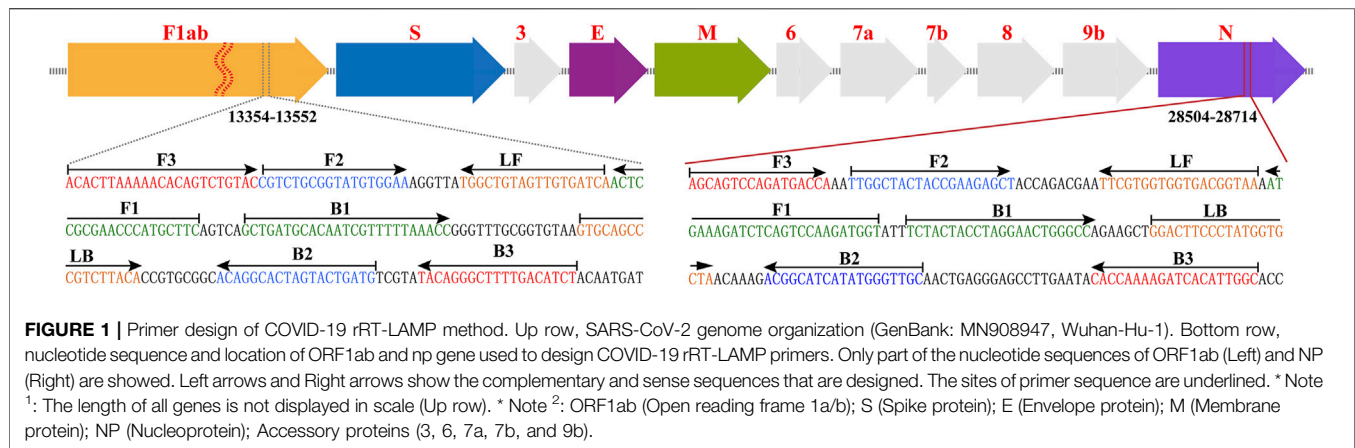 F1ab S 3 E M 6 7a 7b 8 9b N
13354-13552 28504-28714
F3 F2 LF
ACACTTAAAAACACAGTCTGTACCGTCTGCGGTATGTGGAAAGGTTATGGCTGTAGTTGTGATCAACTC
F1 B1
CGCGAACCCATGCTTCAGTCAGCTGATGCACAATCGTTTTTAAACCGGGTTTGCGGTGTAAGTGCAGCC
LB B2 B3
CGTCTTACACCGTGCGGCACAGGCACTAGTACTGATGTCGTATACAGGGCTTTTGACATCTACAATGAT
F3 F2 LF
AGCAGTCCAGATGACCAAATTGGCTACTACCGAAGAGCTACCAGACGAATTCGTGGTGGTGACGGTAAAAT
F1 B1 LB
GAAAGATCTCAGTCCAAGATGGTATTTCTACTACCTAGGAACTGGGCCAGAAGCTGGACTTCCCTATGGTG
B2 B3
CTAACAAAGACGGCATCATATGGGTTGCAACTGAGGGAGCCTTGAATACACCAAAAGATCACATTGGCACC
FIGURE 1 | Primer design of COVID-19 rRT-LAMP method. Up row, SARS-CoV-2 genome organization (GenBank: MN908947, Wuhan-Hu-1). Bottom row,
nucleotide sequence and location of ORF1ab and np gene used to design COVID-19 rRT-LAMP primers. Only part of the nucleotide sequences of ORF1ab (Left) and NP
(Right) are showed. Left arrows and Right arrows show the complementary and sense sequences that are designed. The sites of primer sequence are underlined. * Note
1: The length of all genes is not displayed in scale (Up row). * Note 2: ORF1ab (Open reading frame 1a/b); S (Spike protein); E (Envelope protein); M (Membrane
protein); NP (Nucleoprotein); Accessory proteins (3, 6, 7a, 7b, and 9b).